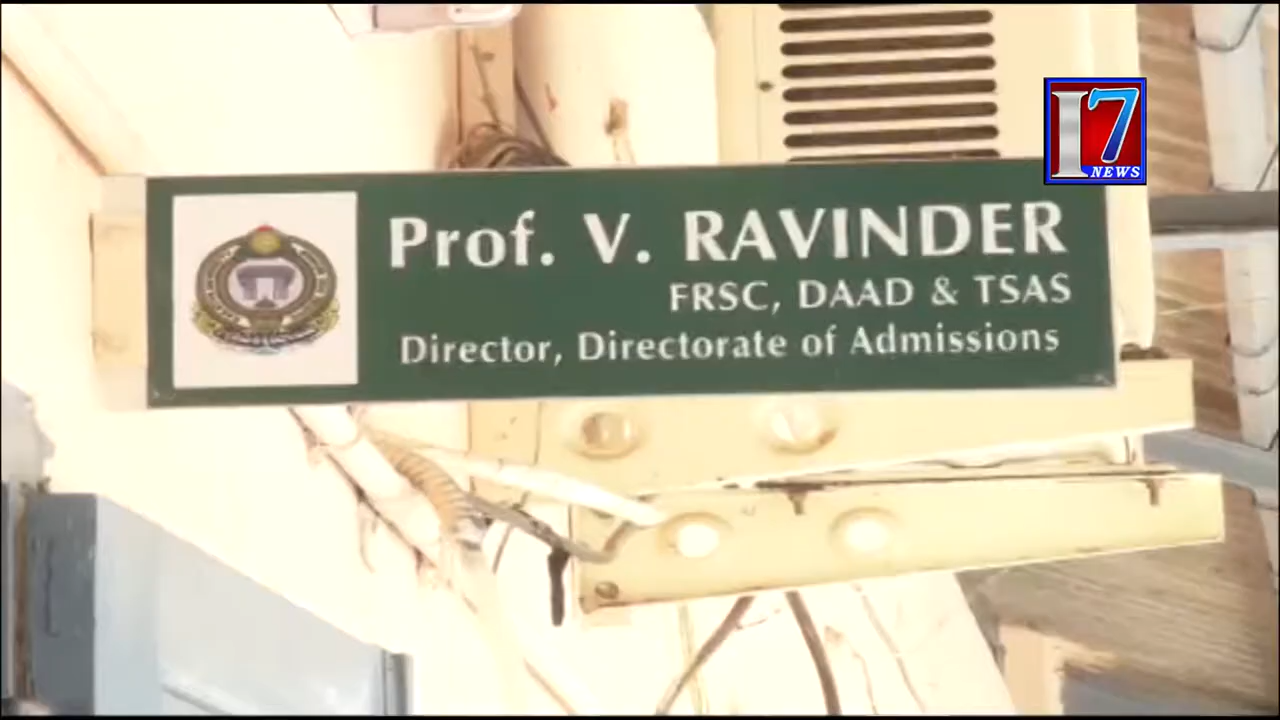 I7
NEWS
Prof. V. RAVINDER
FRSC, DAAD & TSAS
Director, Directorate of Admissions